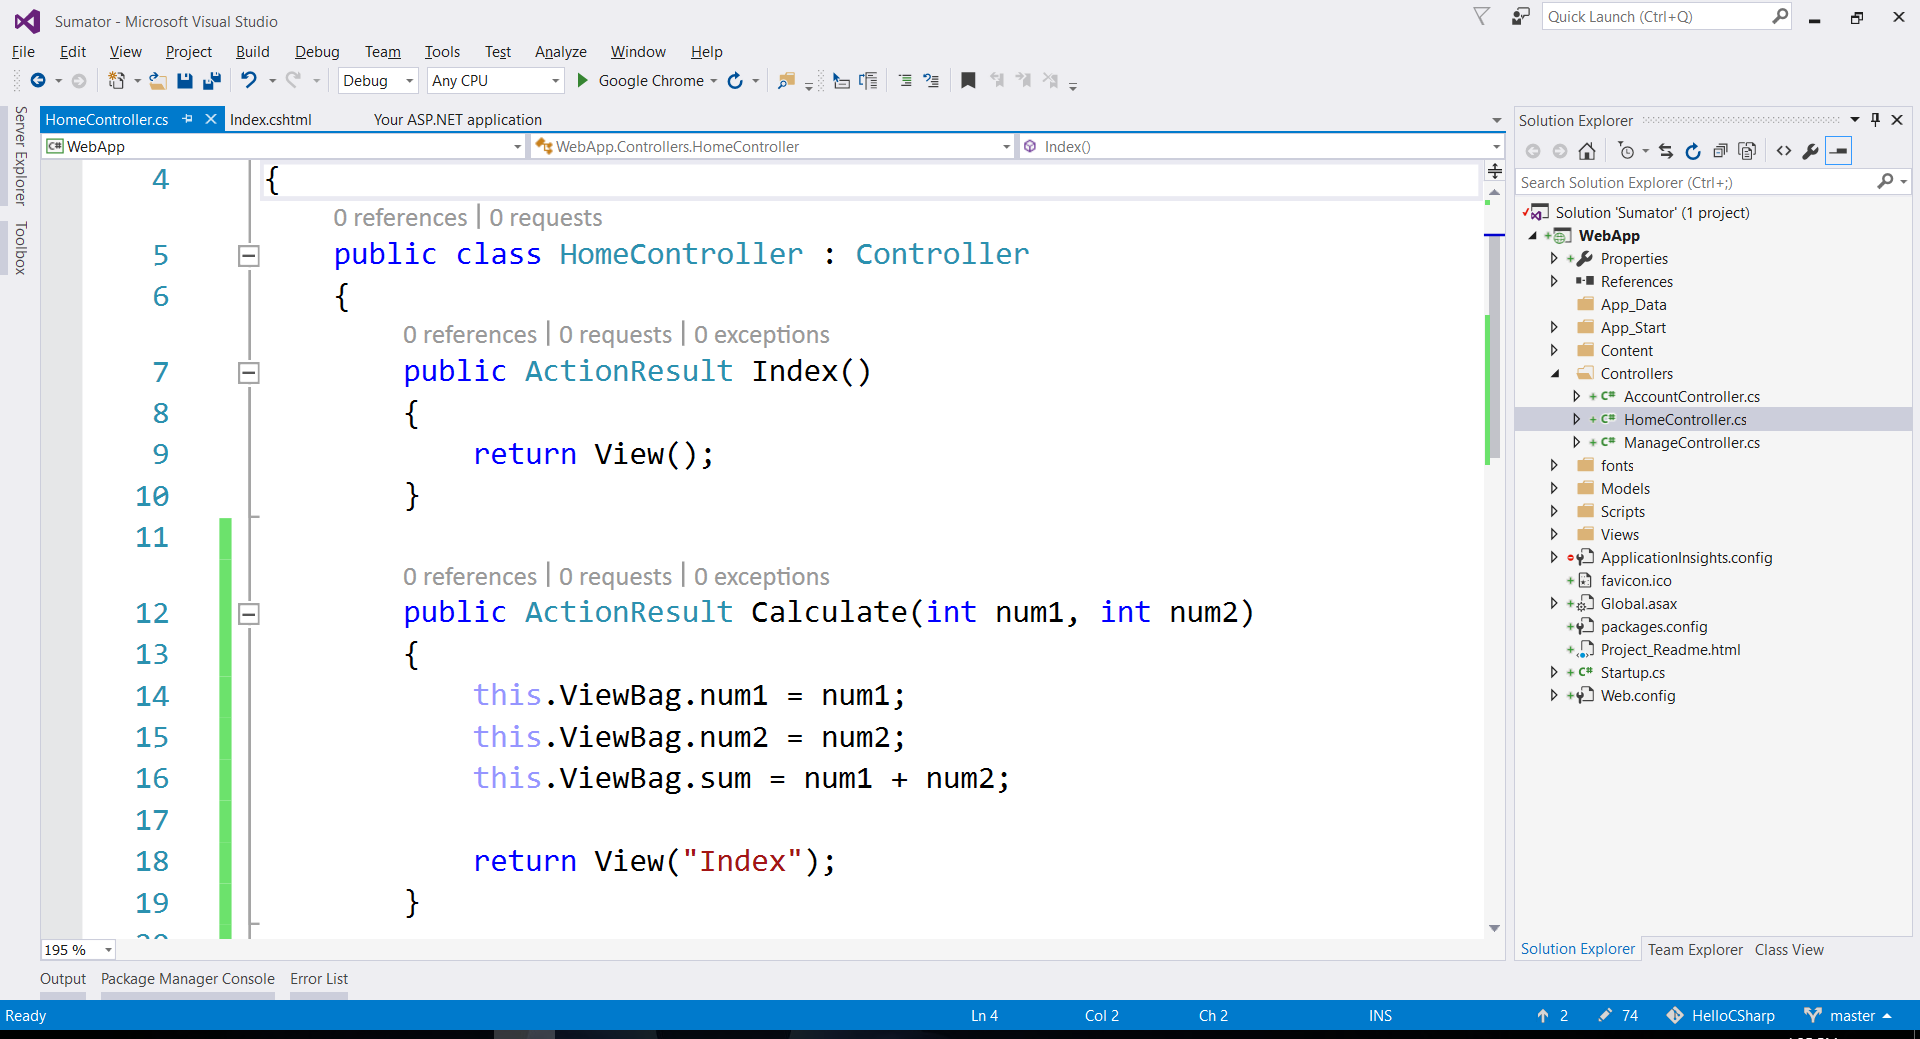 Sumator - Microsoft Visual Studio
Quick Launch (Ctrl+Q)
File Edit View Project Build Debug Team Tools Test Analyze Window Help
Debug Any CPU Google Chrome
Server Explorer
Toolbox
HomeController.cs Index.cshtml Your ASP.NET application
C# WebApp WebApp.Controllers.HomeController Index()
4 {
0 references | 0 requests
5 public class HomeController : Controller
6 {
0 references | 0 requests | 0 exceptions
7 public ActionResult Index()
8 {
9 return View();
10 }
11
0 references | 0 requests | 0 exceptions
12 public ActionResult Calculate(int num1, int num2)
13 {
14 this.ViewBag.num1 = num1;
15 this.ViewBag.num2 = num2;
16 this.ViewBag.sum = num1 + num2;
17
18 return View("Index");
19 }
195 %
Solution Explorer
Search Solution Explorer (Ctrl+;)
Solution 'Sumator' (1 project)
WebApp
Properties
References
App_Data
App_Start
Content
Controllers
C# AccountController.cs
C# HomeController.cs
C# ManageController.cs
fonts
Models
Scripts
Views
ApplicationInsights.config
favicon.ico
Global.asax
packages.config
Project_Readme.html
C# Startup.cs
Web.config
Solution Explorer Team Explorer Class View
Output Package Manager Console Error List
Ready Ln 4 Col 2 Ch 2 INS 2 74 HelloCSharp master